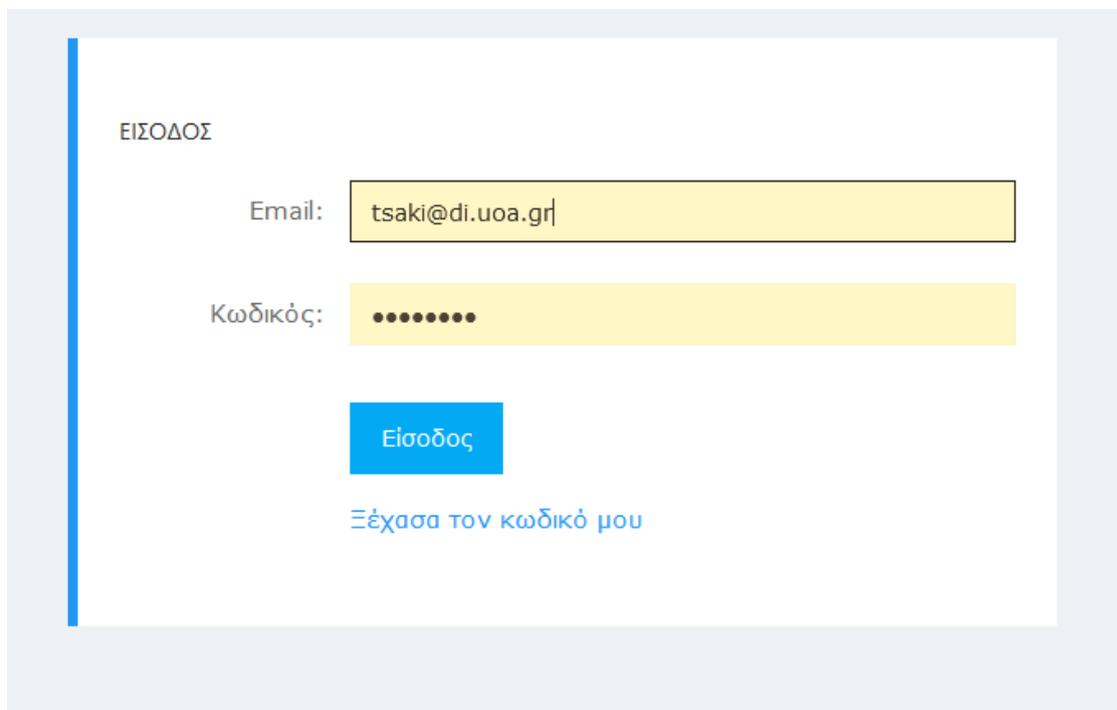 ΕΙΣΟΔΟΣ
Email: tsaki@di.uoa.gr
Κωδικός: ••••••••
Είσοδος
Ξέχασα τον κωδικό μου